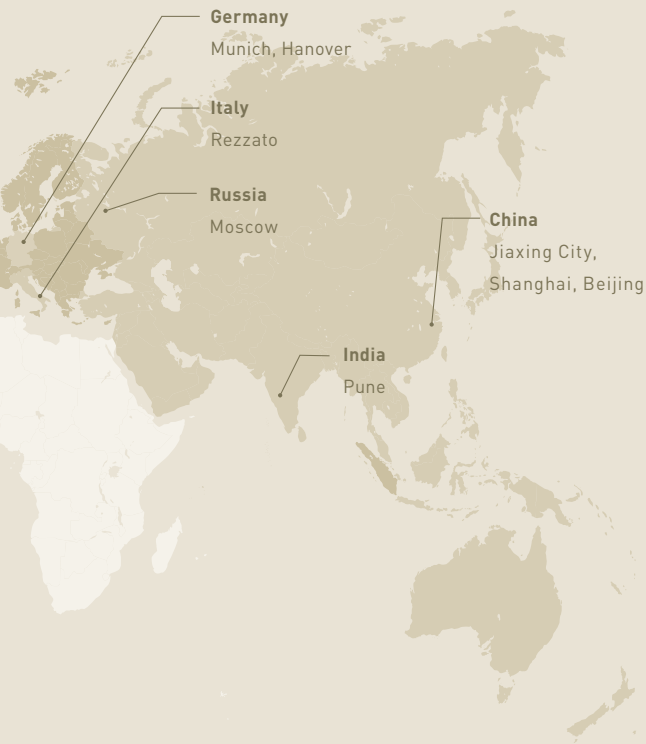 Germany
Munich, Hanover
Italy
Rezzato
Russia
Moscow
China
Jiaxing City,
Shanghai, Beijing
India
Pune